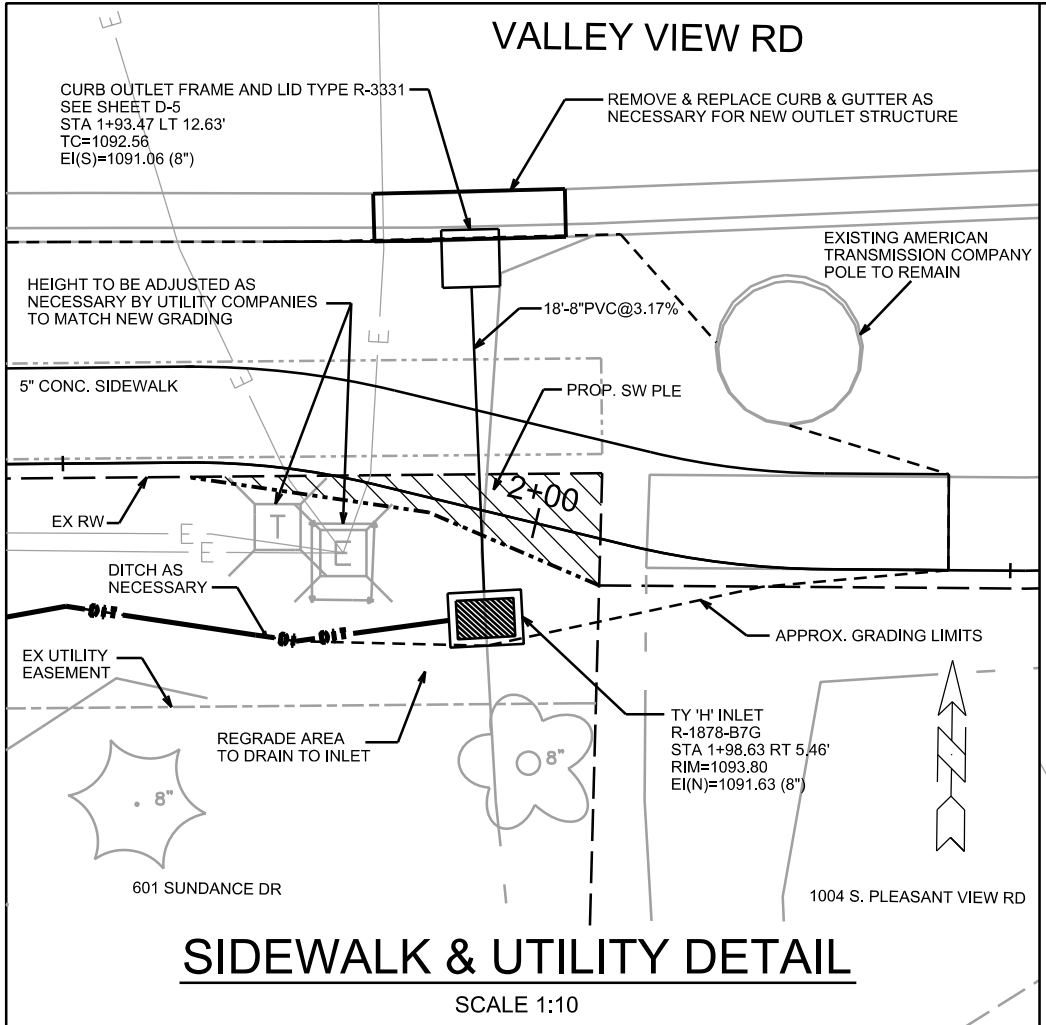 VALLEY VIEW RD
CURB OUTLET FRAME AND LID TYPE R-3331
SEE SHEET D-5
STA 1+93.47 LT 12.63'
TC=1092.56
EI(S)=1091.06 (8")
REMOVE & REPLACE CURB & GUTTER AS
NECESSARY FOR NEW OUTLET STRUCTURE
EXISTING AMERICAN
TRANSMISSION COMPANY
POLE TO REMAIN
HEIGHT TO BE ADJUSTED AS
NECESSARY BY UTILITY COMPANIES
TO MATCH NEW GRADING
18'-8"PVC@3.17%
5" CONC. SIDEWALK
PROP. SW PLE
2+00
EX RW
E
E
E
E
E
T
E
DITCH AS
NECESSARY
APPROX. GRADING LIMITS
EX UTILITY
EASEMENT
REGRADE AREA
TO DRAIN TO INLET
TY 'H' INLET
R-1878-B7G
STA 1+98.63 RT 5.46'
RIM=1093.80
EI(N)=1091.63 (8")
N
8"
8"
601 SUNDANCE DR
1004 S. PLEASANT VIEW RD
SIDEWALK & UTILITY DETAIL
SCALE 1:10